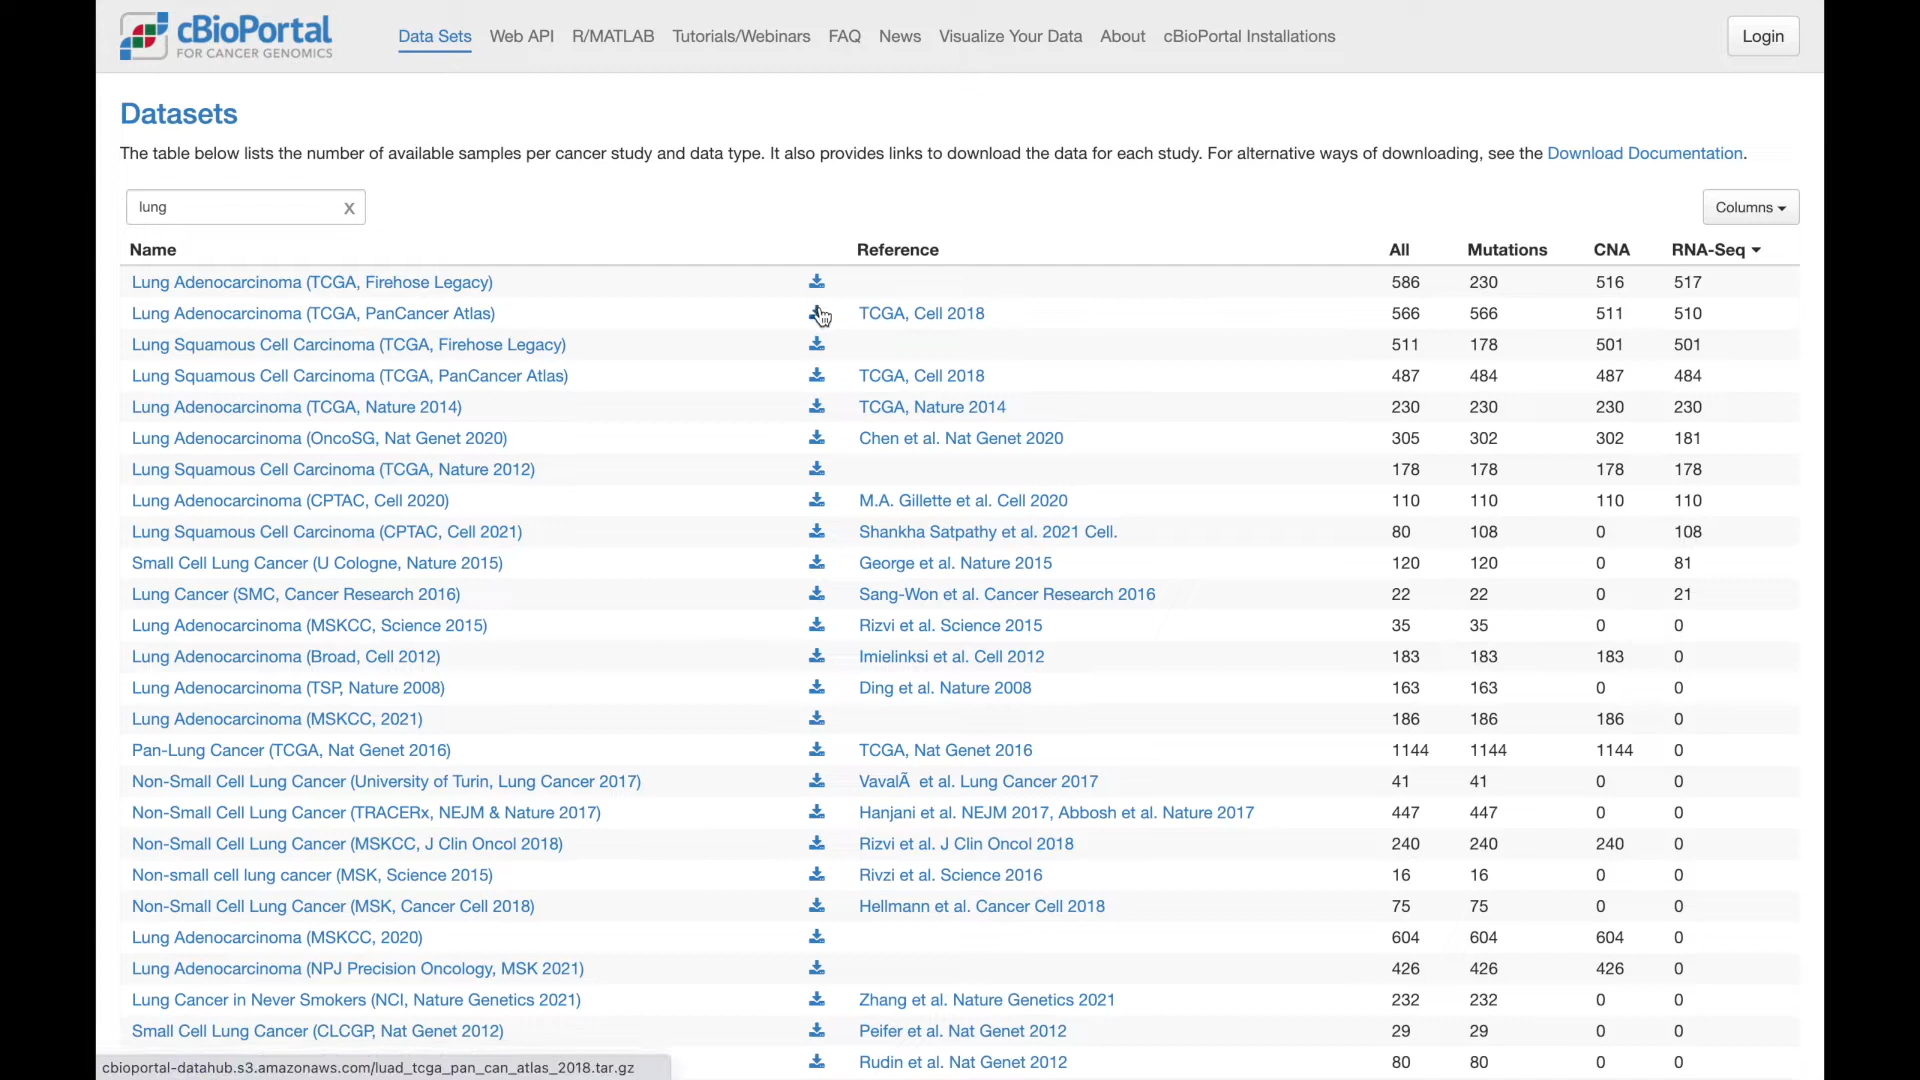 cBioPortal
FOR CANCER GENOMICS
Data Sets Web API R/MATLAB Tutorials/Webinars FAQ News Visualize Your Data About cBioPortal Installations Login
Datasets
The table below lists the number of available samples per cancer study and data type. It also provides links to download the data for each study. For alternative ways of downloading, see the Download Documentation.
lung X Columns
Name Reference All Mutations CNA RNA-Seq
Lung Adenocarcinoma (TCGA, Firehose Legacy) 586 230 516 517
Lung Adenocarcinoma (TCGA, PanCancer Atlas) TCGA, Cell 2018 566 566 511 510
Lung Squamous Cell Carcinoma (TCGA, Firehose Legacy) 511 178 501 501
Lung Squamous Cell Carcinoma (TCGA, PanCancer Atlas) TCGA, Cell 2018 487 484 487 484
Lung Adenocarcinoma (TCGA, Nature 2014) TCGA, Nature 2014 230 230 230 230
Lung Adenocarcinoma (OncoSG, Nat Genet 2020) Chen et al. Nat Genet 2020 305 302 302 181
Lung Squamous Cell Carcinoma (TCGA, Nature 2012) 178 178 178 178
Lung Adenocarcinoma (CPTAC, Cell 2020) M.A. Gillette et al. Cell 2020 110 110 110 110
Lung Squamous Cell Carcinoma (CPTAC, Cell 2021) Shankha Satpathy et al. 2021 Cell. 80 108 0 108
Small Cell Lung Cancer (U Cologne, Nature 2015) George et al. Nature 2015 120 120 0 81
Lung Cancer (SMC, Cancer Research 2016) Sang-Won et al. Cancer Research 2016 22 22 0 21
Lung Adenocarcinoma (MSKCC, Science 2015) Rizvi et al. Science 2015 35 35 0 0
Lung Adenocarcinoma (Broad, Cell 2012) Imielinksi et al. Cell 2012 183 183 183 0
Lung Adenocarcinoma (TSP, Nature 2008) Ding et al. Nature 2008 163 163 0 0
Lung Adenocarcinoma (MSKCC, 2021) 186 186 186 0
Pan-Lung Cancer (TCGA, Nat Genet 2016) TCGA, Nat Genet 2016 1144 1144 1144 0
Non-Small Cell Lung Cancer (University of Turin, Lung Cancer 2017) VavalÃ et al. Lung Cancer 2017 41 41 0 0
Non-Small Cell Lung Cancer (TRACERx, NEJM & Nature 2017) Hanjani et al. NEJM 2017, Abbosh et al. Nature 2017 447 447 0 0
Non-Small Cell Lung Cancer (MSKCC, J Clin Oncol 2018) Rizvi et al. J Clin Oncol 2018 240 240 240 0
Non-small cell lung cancer (MSK, Science 2015) Rivzi et al. Science 2016 16 16 0 0
Non-Small Cell Lung Cancer (MSK, Cancer Cell 2018) Hellmann et al. Cancer Cell 2018 75 75 0 0
Lung Adenocarcinoma (MSKCC, 2020) 604 604 604 0
Lung Adenocarcinoma (NPJ Precision Oncology, MSK 2021) 426 426 426 0
Lung Cancer in Never Smokers (NCI, Nature Genetics 2021) Zhang et al. Nature Genetics 2021 232 232 0 0
Small Cell Lung Cancer (CLCGP, Nat Genet 2012) Peifer et al. Nat Genet 2012 29 29 0 0
Rudin et al. Nat Genet 2012 80 80 0 0
cbioportal-datahub.s3.amazonaws.com/luad_tcga_pan_can_atlas_2018.tar.gz